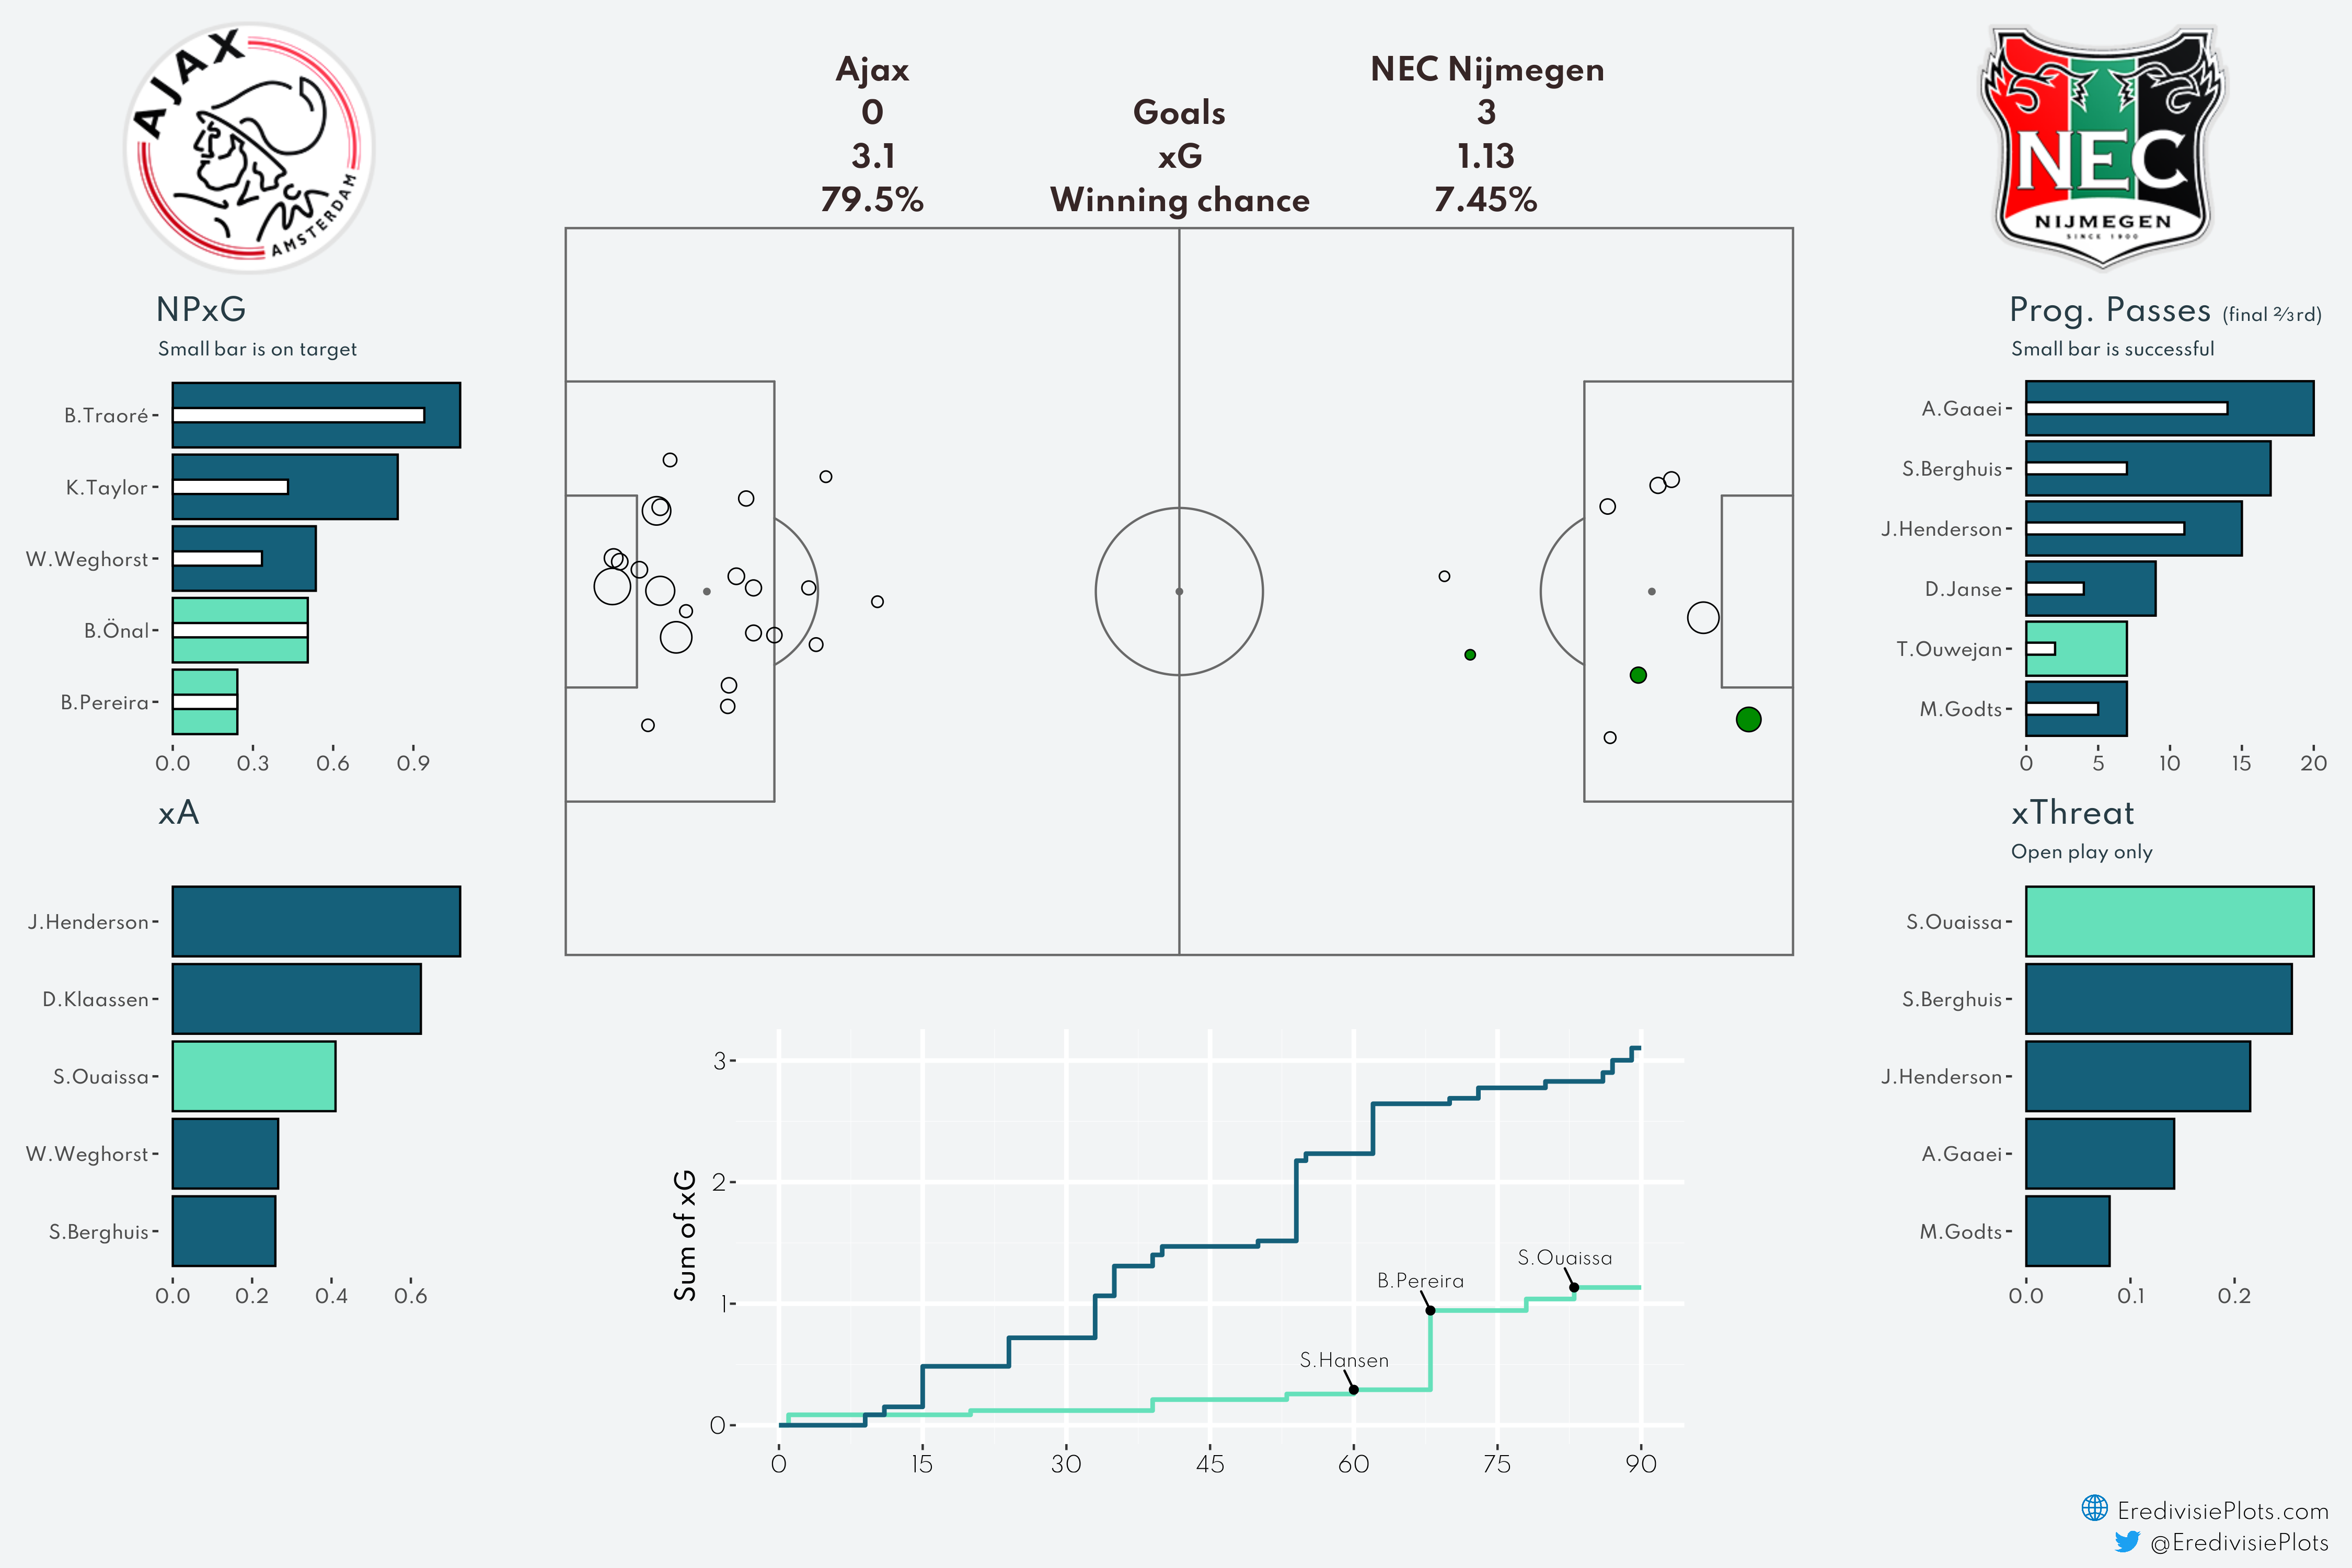 AJAX
AMSTERDAM
NEC
NIJMEGEN
SINCE 1900
Ajax NEC Nijmegen
0 Goals 3
3.1 xG 1.13
79.5% Winning chance 7.45%
NPxG
Small bar is on target
B.Traoré
K.Taylor
W.Weghorst
B.Önal
B.Pereira
0.0 0.3 0.6 0.9
xA
J.Henderson
D.Klaassen
S.Ouaissa
W.Weghorst
S.Berghuis
0.0 0.2 0.4 0.6
Sum of xG
3
2
1
0
S.Hansen
B.Pereira
S.Ouaissa
0 15 30 45 60 75 90
Prog. Passes (final ⅔rd)
Small bar is successful
A.Gaaei
S.Berghuis
J.Henderson
D.Janse
T.Ouwejan
M.Godts
0 5 10 15 20
xThreat
Open play only
S.Ouaissa
S.Berghuis
J.Henderson
A.Gaaei
M.Godts
0.0 0.1 0.2
EredivisiePlots.com
@EredivisiePlots